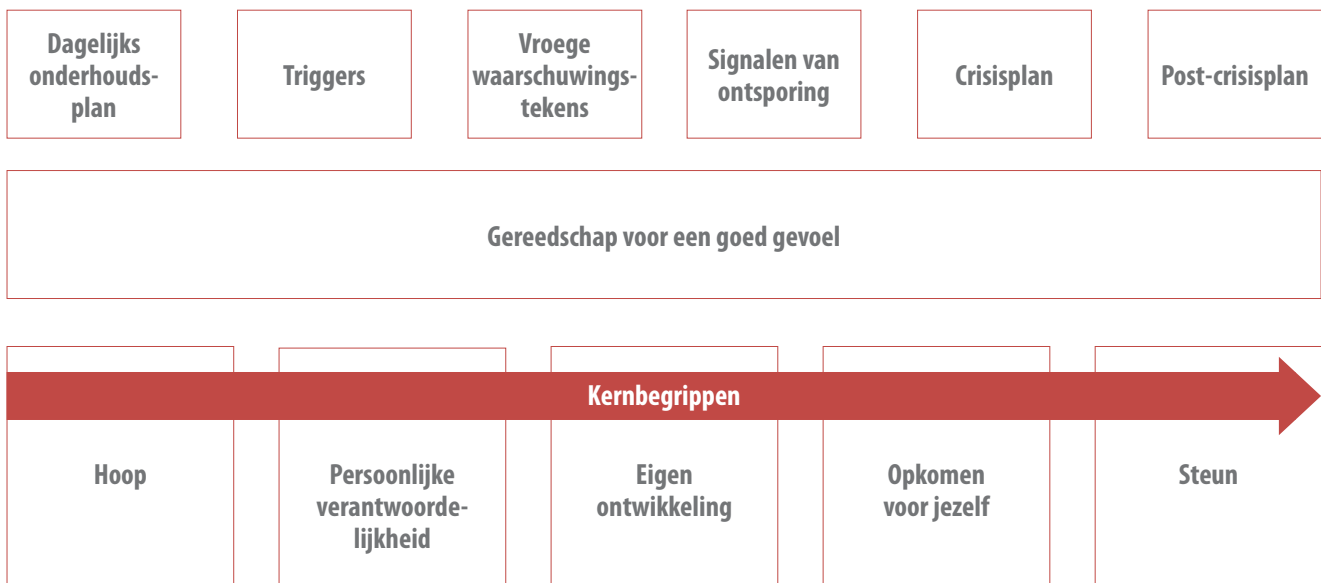 Dagelijks
onderhouds-
plan
Triggers
Vroege
waarschuwings-
tekens
Signalen van
ontsporing
Crisisplan
Post-crisisplan
Gereedschap voor een goed gevoel
Kernbegrippen
Hoop
Persoonlijke
verantwoorde-
lijkheid
Eigen
ontwikkeling
Opkomen
voor jezelf
Steun